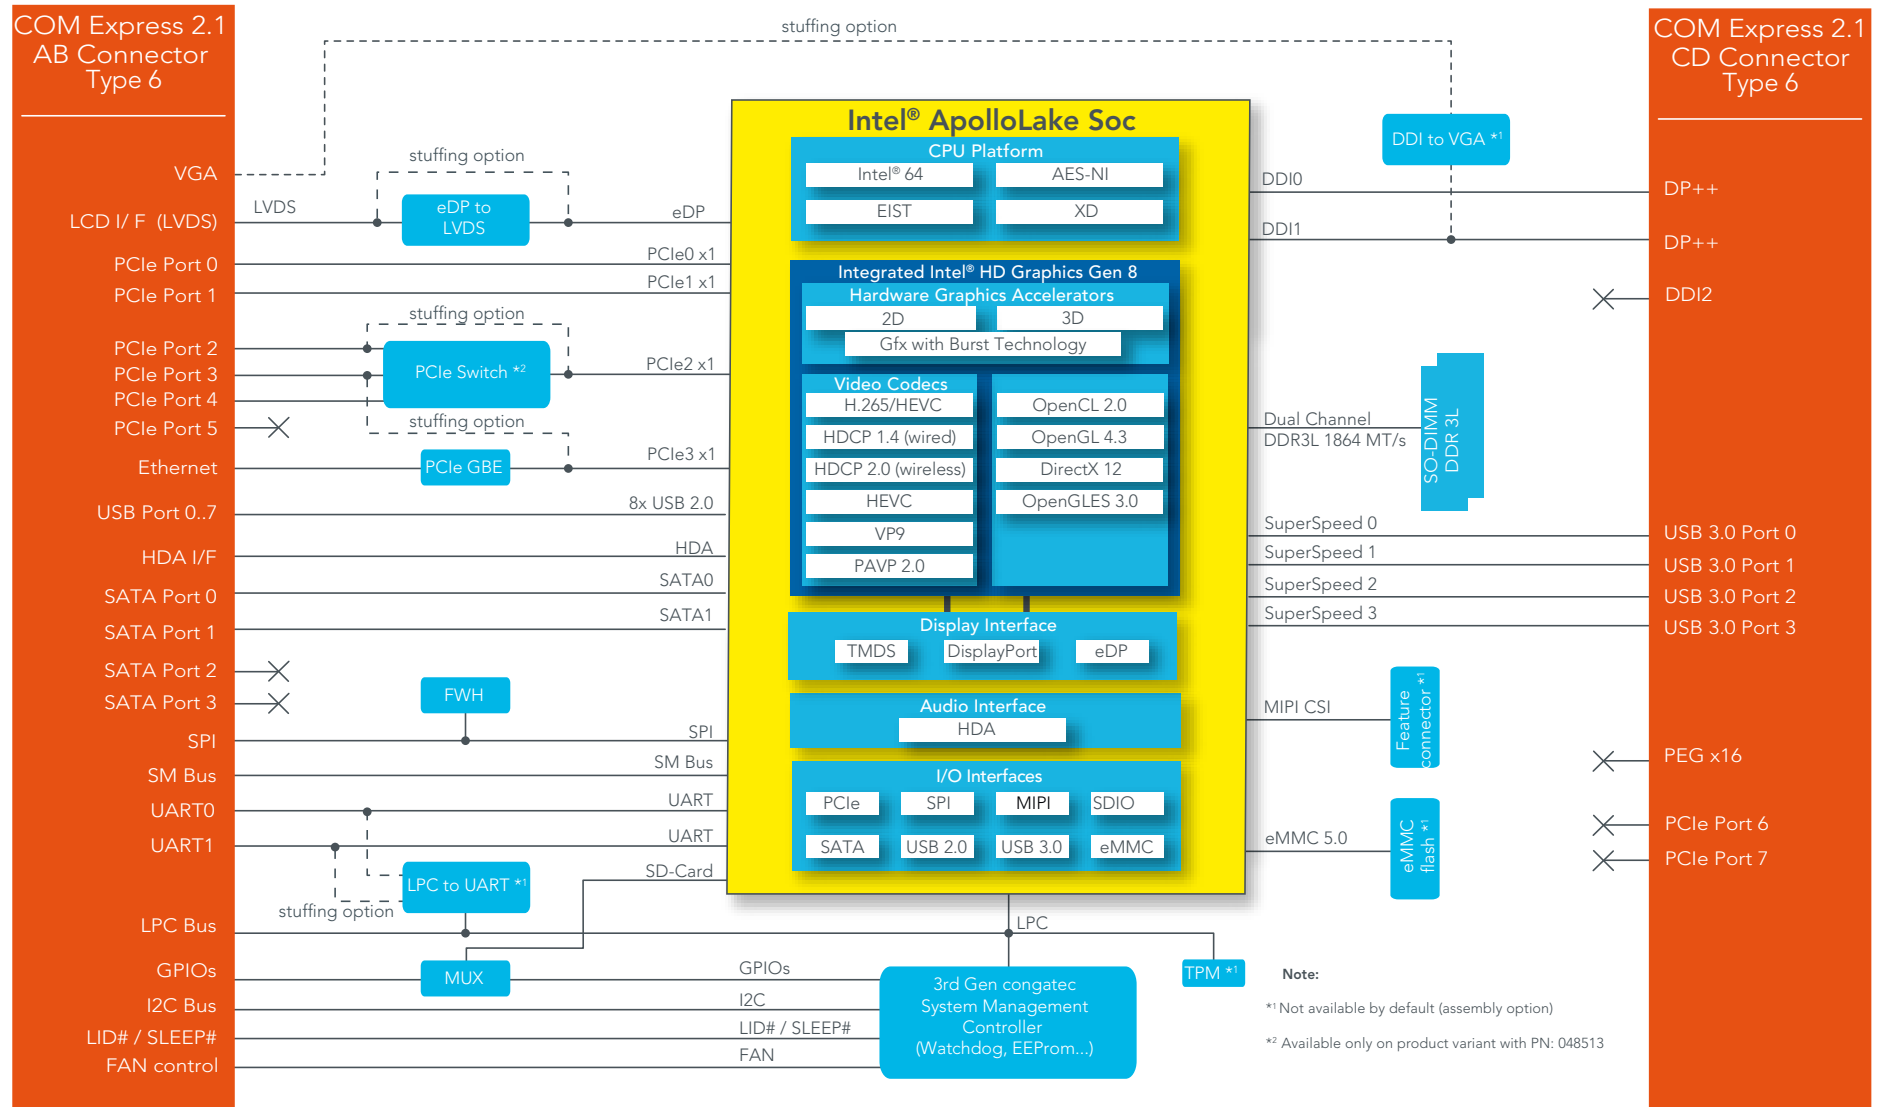 COM Express 2.1
AB Connector
Type 6
VGA
LCD I/ F (LVDS)
PCIe Port 0
PCIe Port 1
PCIe Port 2
PCIe Port 3
PCIe Port 4
PCIe Port 5
Ethernet
USB Port 0..7
HDA I/F
SATA Port 0
SATA Port 1
SATA Port 2
SATA Port 3
SPI
SM Bus
UART0
UART1
LPC Bus
GPIOs
I2C Bus
LID# / SLEEP#
FAN control
stuffing option
stuffing option
LVDS
eDP to
LVDS
eDP
PCIe0 x1
PCIe1 x1
stuffing option
PCIe Switch *2
PCIe2 x1
stuffing option
PCIe GBE
PCIe3 x1
8x USB 2.0
HDA
SATA0
SATA1
FWH
SPI
SM Bus
UART
UART
SD-Card
LPC to UART *1
stuffing option
MUX
GPIOs
I2C
LID# / SLEEP#
FAN
Intel® ApolloLake Soc
CPU Platform
Intel® 64
AES-NI
EIST
XD
Integrated Intel® HD Graphics Gen 8
Hardware Graphics Accelerators
2D
3D
Gfx with Burst Technology
Video Codecs
H.265/HEVC
HDCP 1.4 (wired)
HDCP 2.0 (wireless)
HEVC
VP9
PAVP 2.0
OpenCL 2.0
OpenGL 4.3
DirectX 12
OpenGLES 3.0
Display Interface
TMDS
DisplayPort
eDP
Audio Interface
HDA
I/O Interfaces
PCIe
SPI
MIPI
SDIO
SATA
USB 2.0
USB 3.0
eMMC
LPC
3rd Gen congatec
System Management
Controller
(Watchdog, EEProm...)
TPM *1
DDI to VGA *1
DDI0
DDI1
Dual Channel
DDR3L 1864 MT/s
SO-DIMM
DDR 3L
SuperSpeed 0
SuperSpeed 1
SuperSpeed 2
SuperSpeed 3
MIPI CSI
Feature
connector *1
eMMC 5.0
eMMC
flash *1
Note:
*1 Not available by default (assembly option)
*2 Available only on product variant with PN: 048513
COM Express 2.1
CD Connector
Type 6
DP++
DP++
DDI2
USB 3.0 Port 0
USB 3.0 Port 1
USB 3.0 Port 2
USB 3.0 Port 3
PEG x16
PCIe Port 6
PCIe Port 7